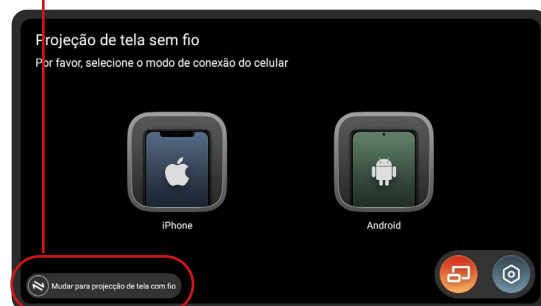 Projeção de tela sem fio
Por favor, selecione o modo de conexão do celular
iPhone
Android
Mudar para projecção de tela com fio